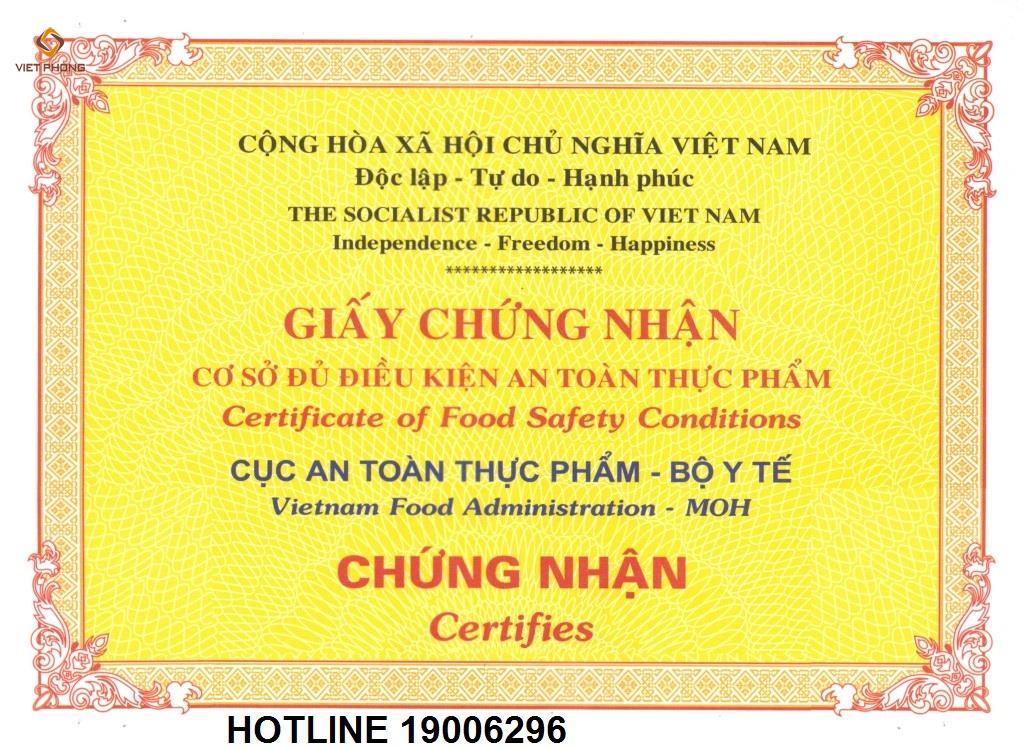 VIET PHONG
CỘNG HÒA XÃ HỘI CHỦ NGHĨA VIỆT NAM
Độc lập - Tự do - Hạnh phúc
THE SOCIALIST REPUBLIC OF VIET NAM
Independence - Freedom - Happiness
******************
GIẤY CHỨNG NHẬN
CƠ SỞ ĐỦ ĐIỀU KIỆN AN TOÀN THỰC PHẨM
Certificate of Food Safety Conditions
CỤC AN TOÀN THỰC PHẨM - BỘ Y TẾ
Vietnam Food Administration - MOH
CHỨNG NHẬN
Certifies
HOTLINE 19006296